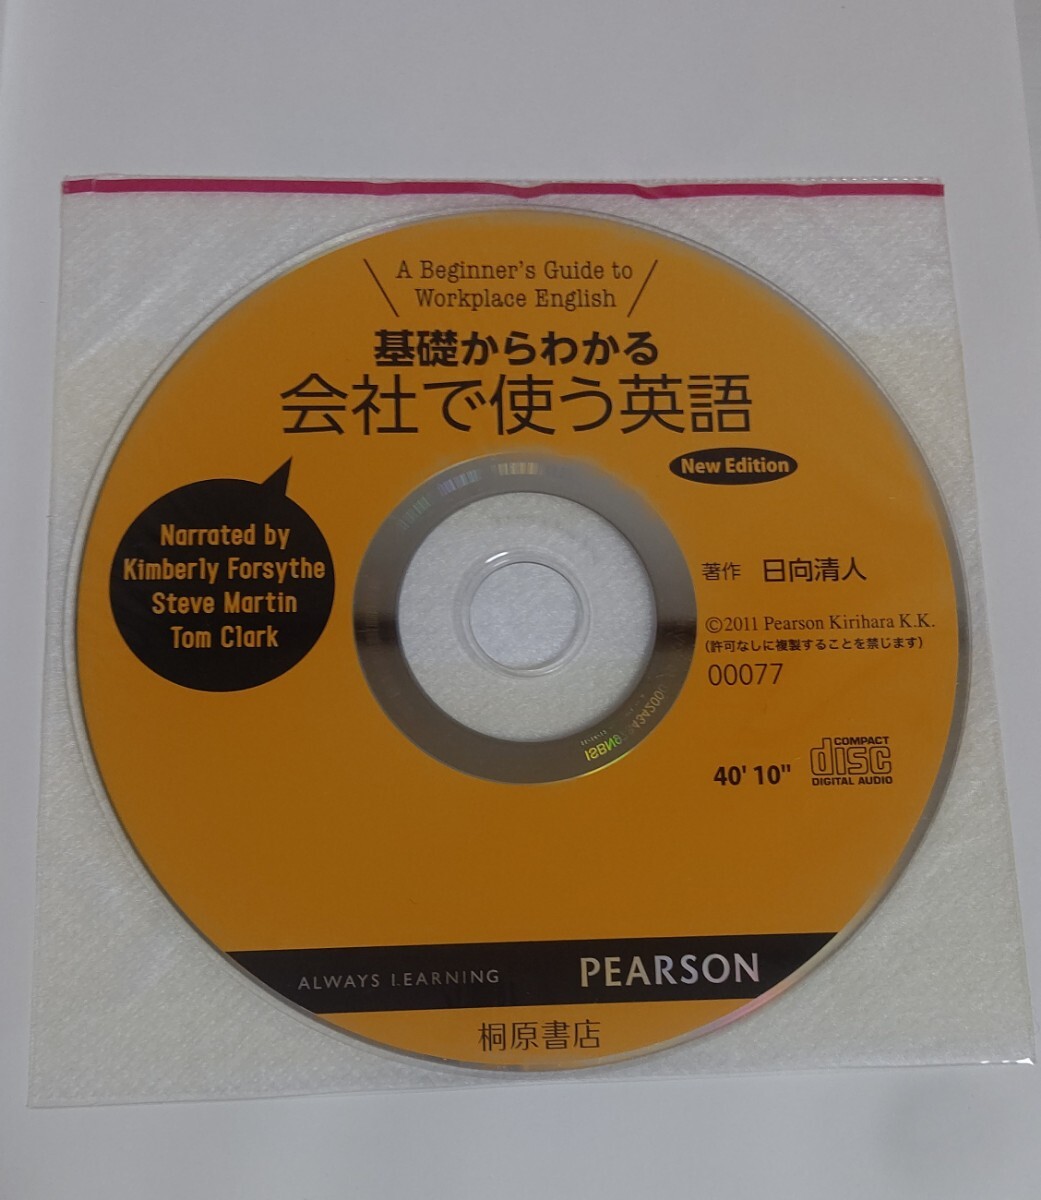 A Beginner's Guide to
Workplace English
基礎からわかる
会社で使う英語
New Edition
Narrated by
Kimberly Forsythe
Steve Martin
Tom Clark
著作 日向清人
©2011 Pearson Kirihara K.K.
(許可なしに複製することを禁じます)
00077
40' 10"
COMPACT
disc
DIGITAL AUDIO
ALWAYS LEARNING
PEARSON
桐原書店